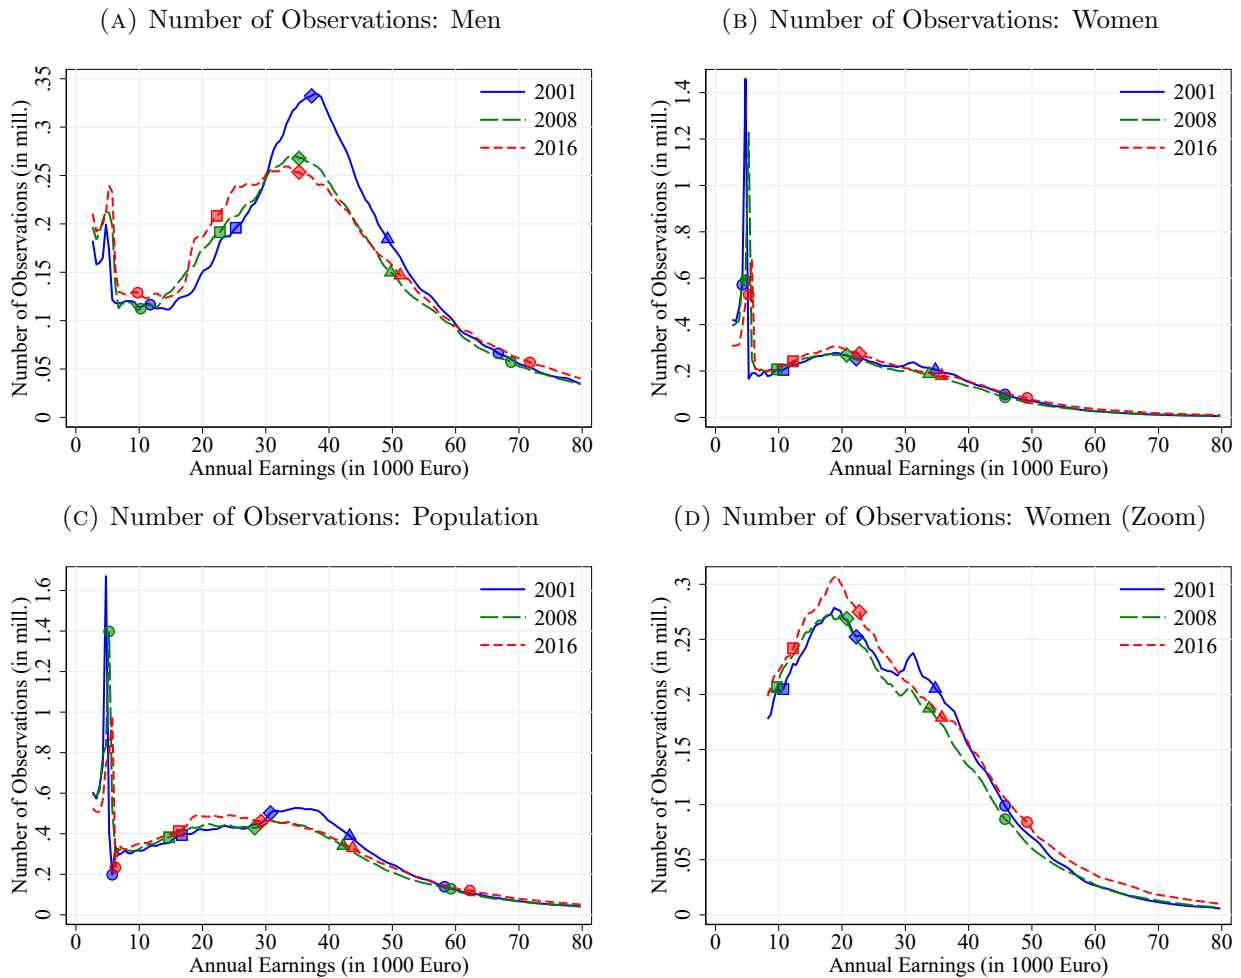 (A) Number of Observations: Men
Number of Observations (in mill.)
0 .05 .1 .15 .2 .25 .3 .35
2001
2008
2016
0 10 20 30 40 50 60 70 80
Annual Earnings (in 1000 Euro)
(B) Number of Observations: Women
Number of Observations (in mill.)
0 .2 .4 .6 .8 1 1.2 1.4
2001
2008
2016
0 10 20 30 40 50 60 70 80
Annual Earnings (in 1000 Euro)
(C) Number of Observations: Population
Number of Observations (in mill.)
0 .2 .4 .6 .8 1 1.2 1.4 1.6
2001
2008
2016
0 10 20 30 40 50 60 70 80
Annual Earnings (in 1000 Euro)
(D) Number of Observations: Women (Zoom)
Number of Observations (in mill.)
0 .05 .1 .15 .2 .25 .3
2001
2008
2016
0 10 20 30 40 50 60 70 80
Annual Earnings (in 1000 Euro)